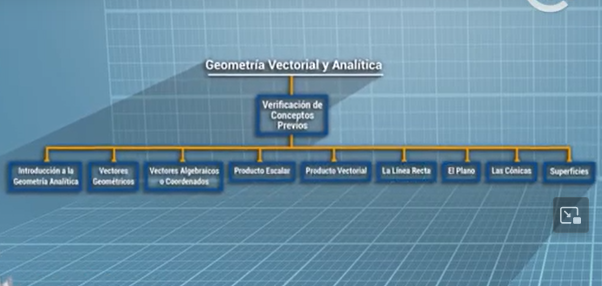 Geometría Vectorial y Analítica
Verificación de
Conceptos
Previos
Introducción a la
Geometría Analítica
Vectores
Geométricos
Vectores Algebraicos
o Coordenados
Producto Escalar
Producto Vectorial
La Línea Recta
El Plano
Las Cónicas
Superficies